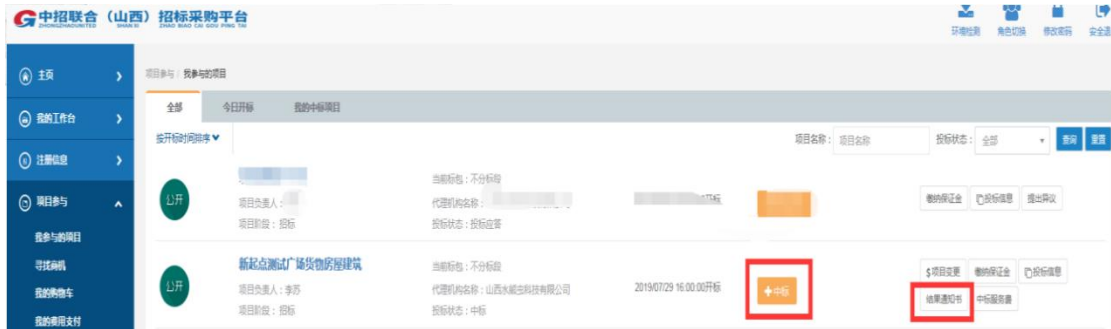 中招联合（山西）招标采购平台
ZHONGZHAOUNITED SHAN XI ZHAO BIAO CAI GOU PING TAI
环境检测 角色切换 修改密码 安全退
主页
我的工作台
注册信息
项目参与
我参与的项目
寻找商机
我的购物车
我的费用支付
项目参与 / 我参与的项目
全部 今日开标 我的中标项目
按开标时间排序
项目名称： 项目名称 投标状态： 全部 查询 重置
公开
项目负责人：
项目阶段：招标
当前标包：不分标段
代理机构名称：
投标状态：投标应答
缴纳保证金 投标信息 提出异议
公开
新起点测试广场货物房屋建筑
项目负责人：李苏
项目阶段：招标
当前标包：不分标段
代理机构名称：山西水威虫科技有限公司
投标状态：中标
2019/07/29 16:00:00开标
中标
$项目变更 缴纳保证金 投标信息
结果通知书 中标服务费